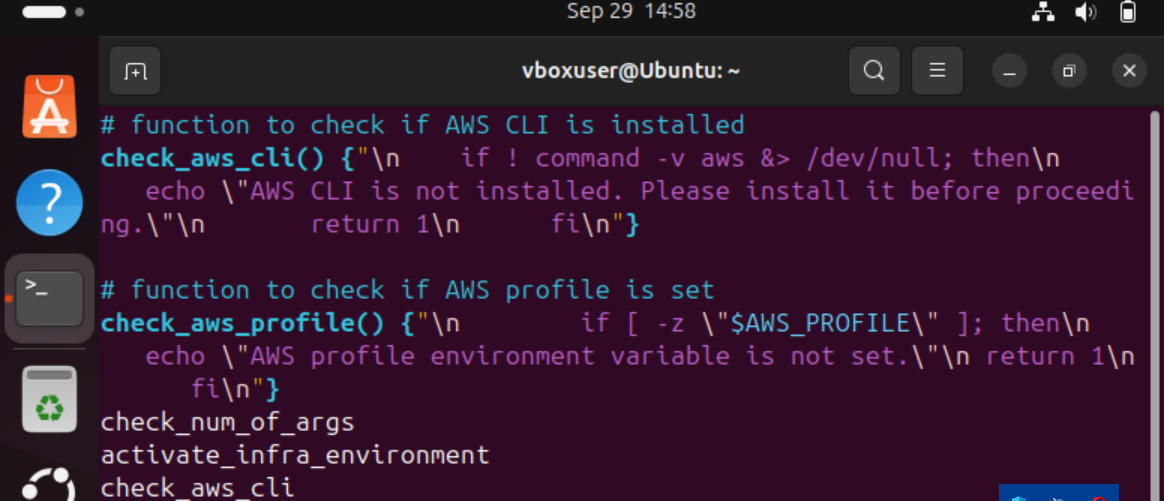 Sep 29 14:58
vboxuser@Ubuntu: ~
# function to check if AWS CLI is installed
check_aws_cli() {"\n    if ! command -v aws &> /dev/null; then\n
   echo \"AWS CLI is not installed. Please install it before proceedi
ng.\"\n       return 1\n      fi\n"}
>_
# function to check if AWS profile is set
check_aws_profile() {"\n        if [ -z \"$AWS_PROFILE\" ]; then\n
   echo \"AWS profile environment variable is not set.\"\n return 1\n
      fi\n"}
check_num_of_args
activate_infra_environment
check_aws_cli